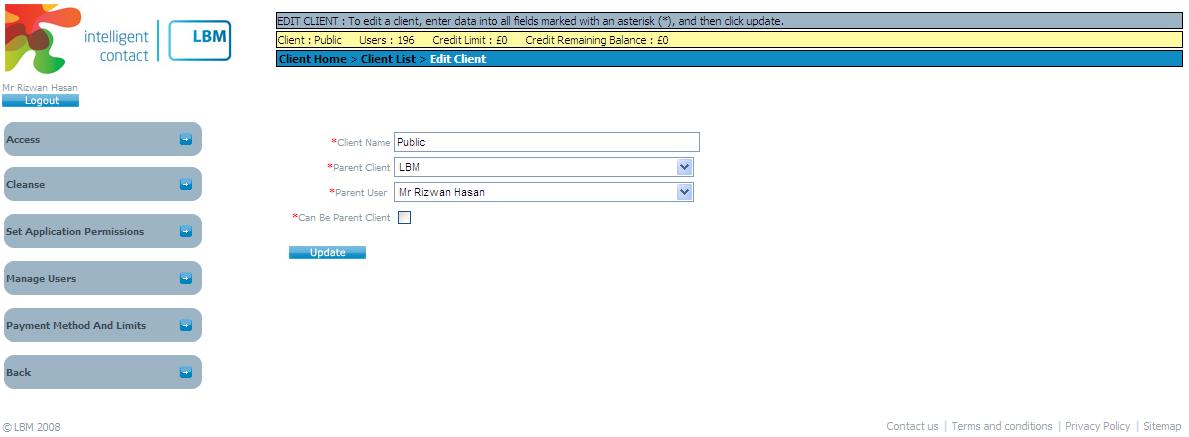 intelligent
contact
LBM
EDIT CLIENT : To edit a client, enter data into all fields marked with an asterisk (*), and then click update.
Client : Public Users : 196 Credit Limit : £0 Credit Remaining Balance : £0
Client Home > Client List > Edit Client
Mr Rizwan Hasan
Logout
Access
Cleanse
Set Application Permissions
Manage Users
Payment Method And Limits
Back
*Client Name Public
*Parent Client LBM
*Parent User Mr Rizwan Hasan
*Can Be Parent Client
Update
© LBM 2008
Contact us | Terms and conditions | Privacy Policy | Sitemap